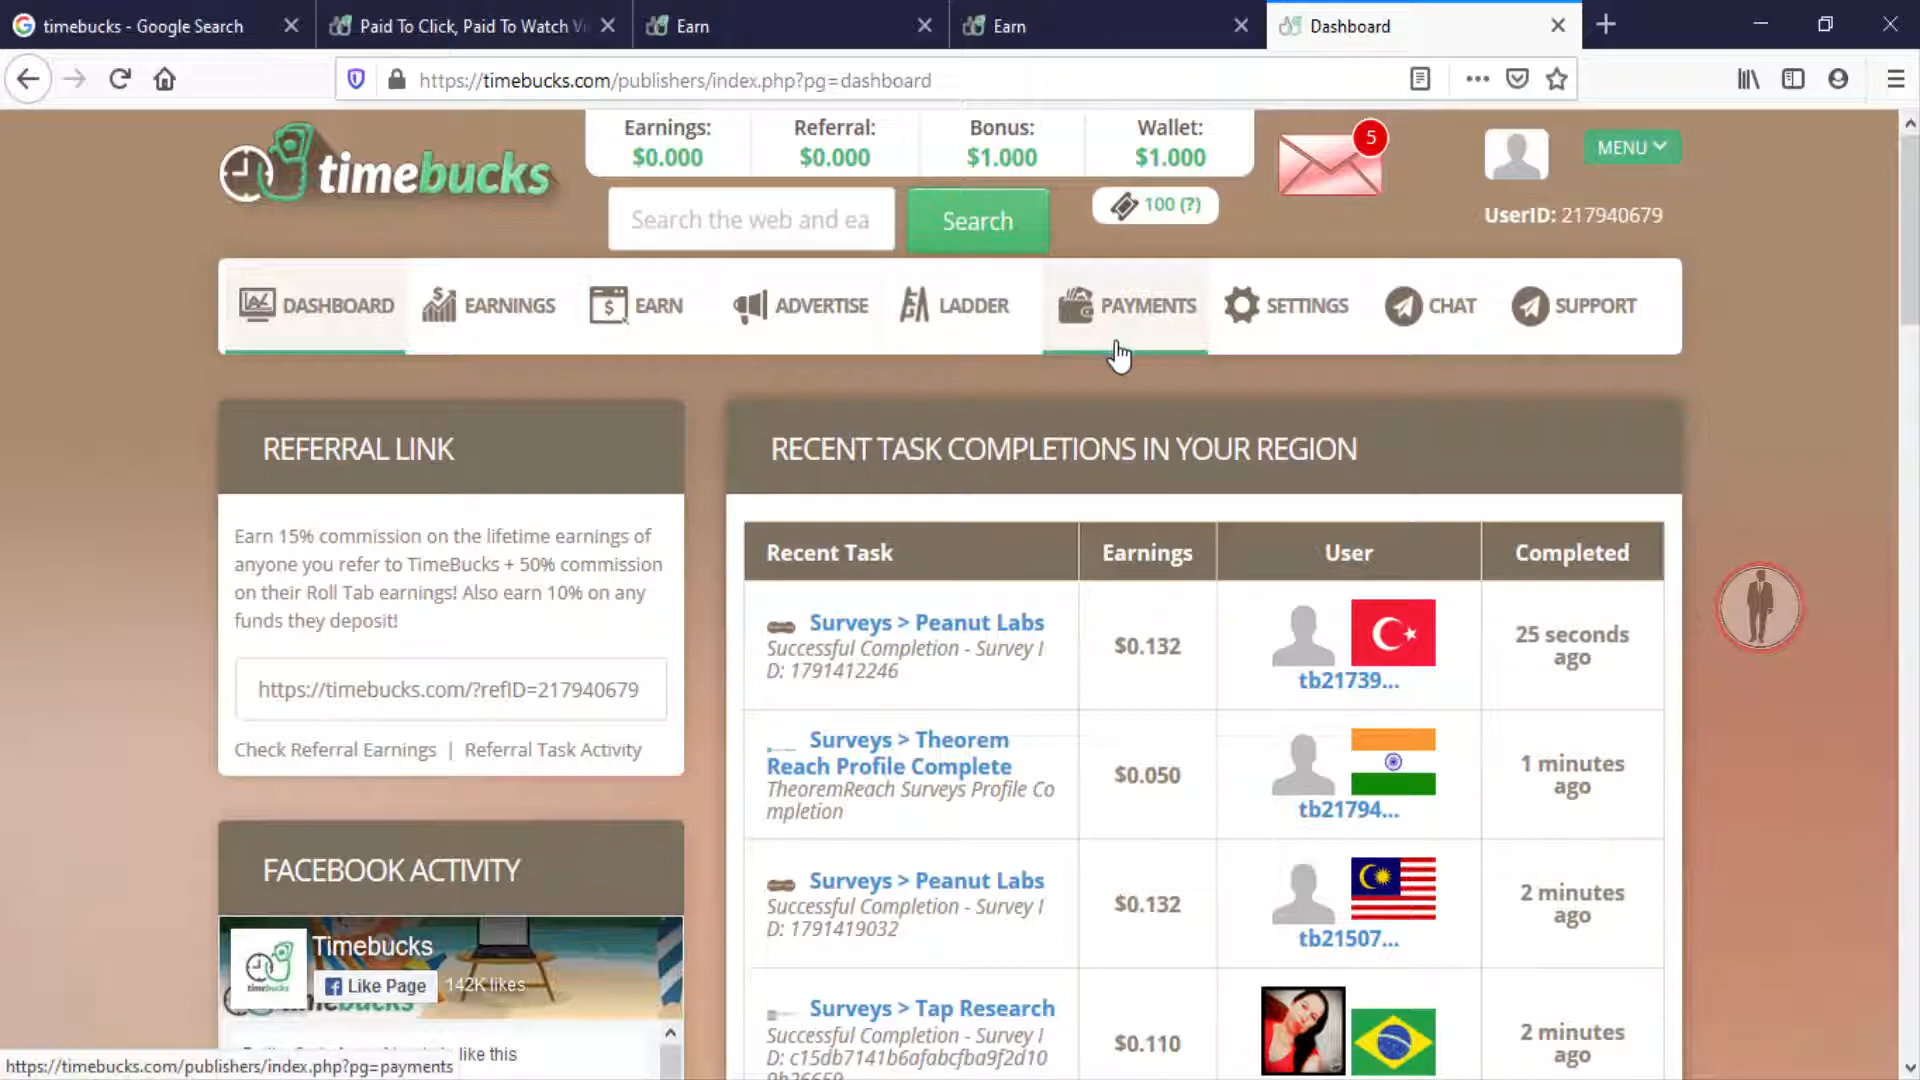 timebucks - Google Search
Paid To Click, Paid To Watch Vi
Earn
Earn
Dashboard
https://timebucks.com/publishers/index.php?pg=dashboard
timebucks
Earnings:
$0.000
Referral:
$0.000
Bonus:
$1.000
Wallet:
$1.000
5
MENU
Search the web and ea
Search
100 (?)
UserID: 217940679
DASHBOARD
EARNINGS
EARN
ADVERTISE
LADDER
PAYMENTS
SETTINGS
CHAT
SUPPORT
REFERRAL LINK
Earn 15% commission on the lifetime earnings of
anyone you refer to TimeBucks + 50% commission
on their Roll Tab earnings! Also earn 10% on any
funds they deposit!
https://timebucks.com/?refID=217940679
Check Referral Earnings | Referral Task Activity
FACEBOOK ACTIVITY
Timebucks
timebucks
Like Page
142K likes
like this
RECENT TASK COMPLETIONS IN YOUR REGION
Recent Task Earnings User Completed
Surveys > Peanut Labs
Successful Completion - Survey I
D: 1791412246
$0.132
tb21739...
25 seconds
ago
Surveys > Theorem
Reach Profile Complete
TheoremReach Surveys Profile Co
mpletion
$0.050
tb21794...
1 minutes
ago
Surveys > Peanut Labs
Successful Completion - Survey I
D: 1791419032
$0.132
tb21507...
2 minutes
ago
Surveys > Tap Research
Successful Completion - Survey I
D: c15db7141b6afabcfba9f2d10
$0.110
2 minutes
ago
https://timebucks.com/publishers/index.php?pg=payments